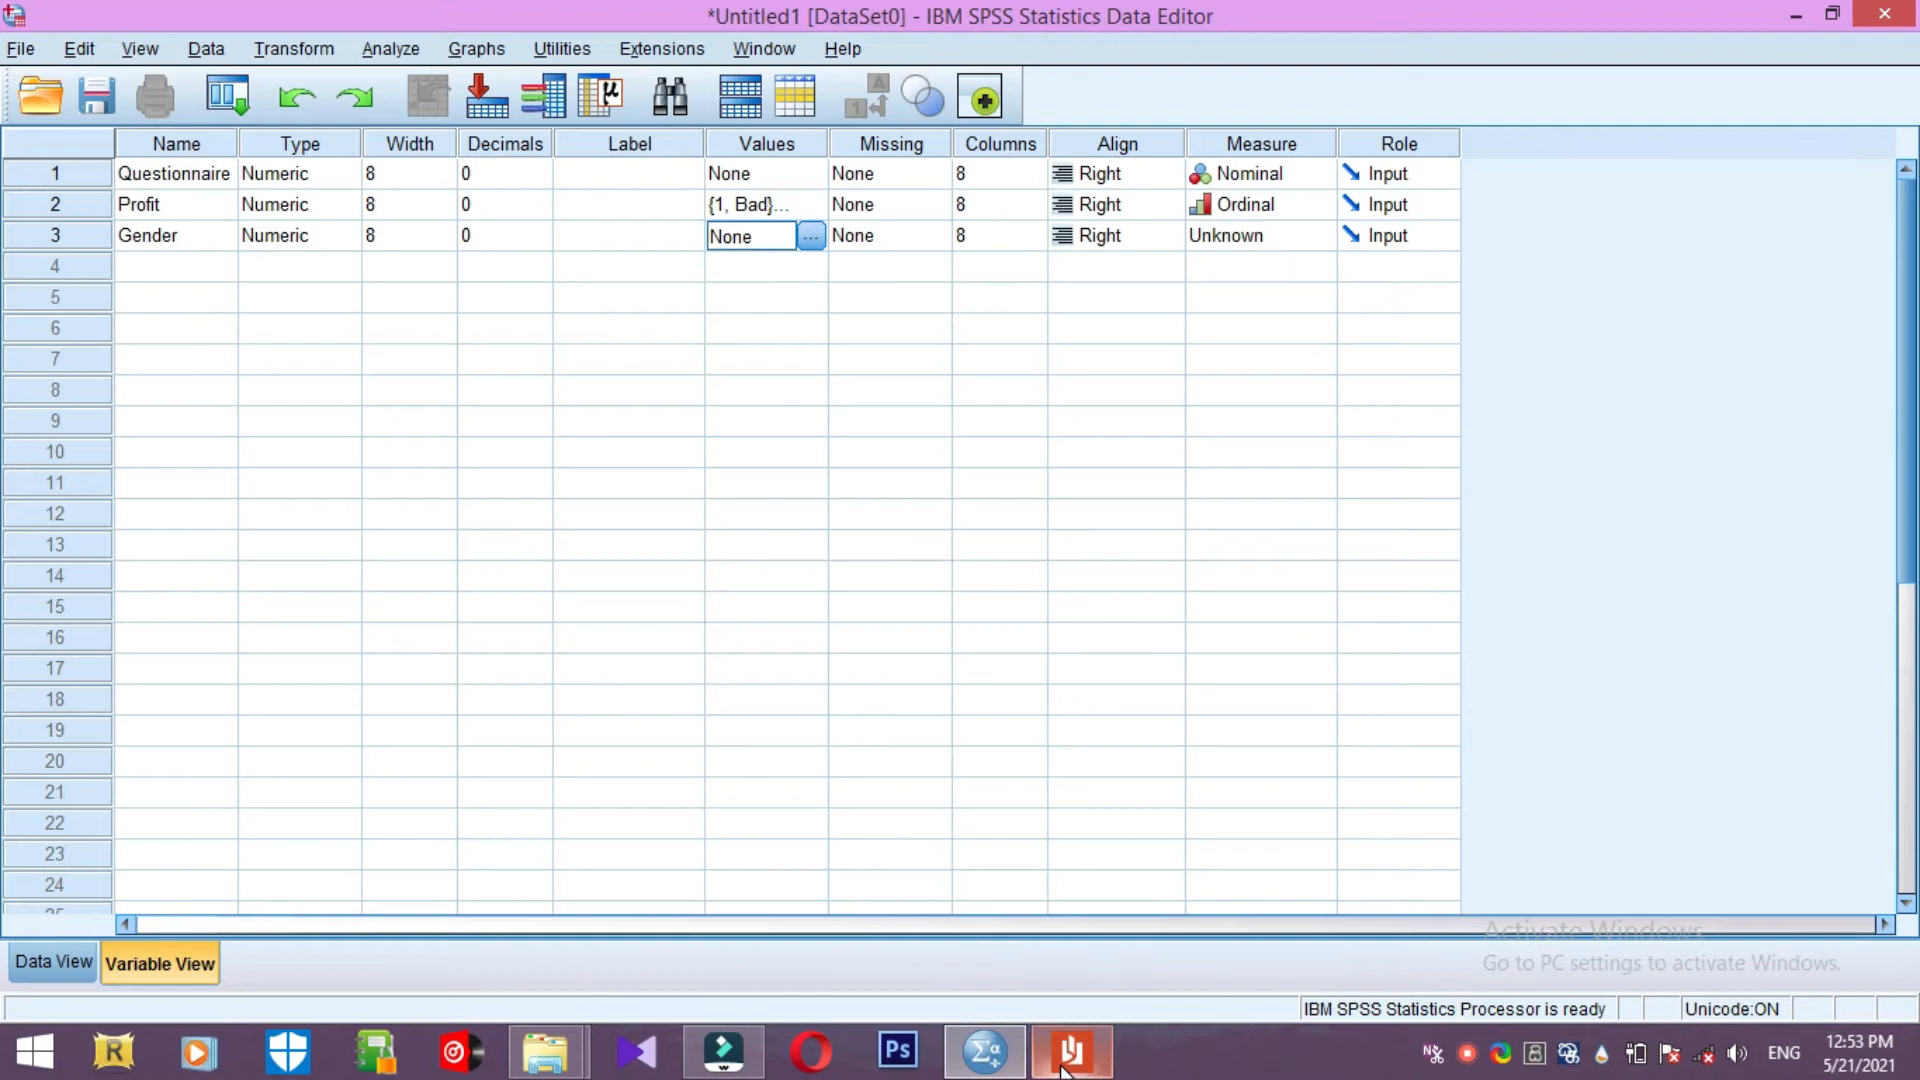 *Untitled1 [DataSet0] - IBM SPSS Statistics Data Editor
File Edit View Data Transform Analyze Graphs Utilities Extensions Window Help
Name Type Width Decimals Label Values Missing Columns Align Measure Role
1 Questionnaire Numeric 8 0 None None 8 Right Nominal Input
2 Profit Numeric 8 0 {1, Bad}... None 8 Right Ordinal Input
3 Gender Numeric 8 0 None ... None 8 Right Unknown Input
4
5
6
7
8
9
10
11
12
13
14
15
16
17
18
19
20
21
22
23
24
25
Activate Windows
Go to PC settings to activate Windows.
Data View Variable View
IBM SPSS Statistics Processor is ready Unicode:ON
R Ps Σα ENG
12:53 PM
5/21/2021